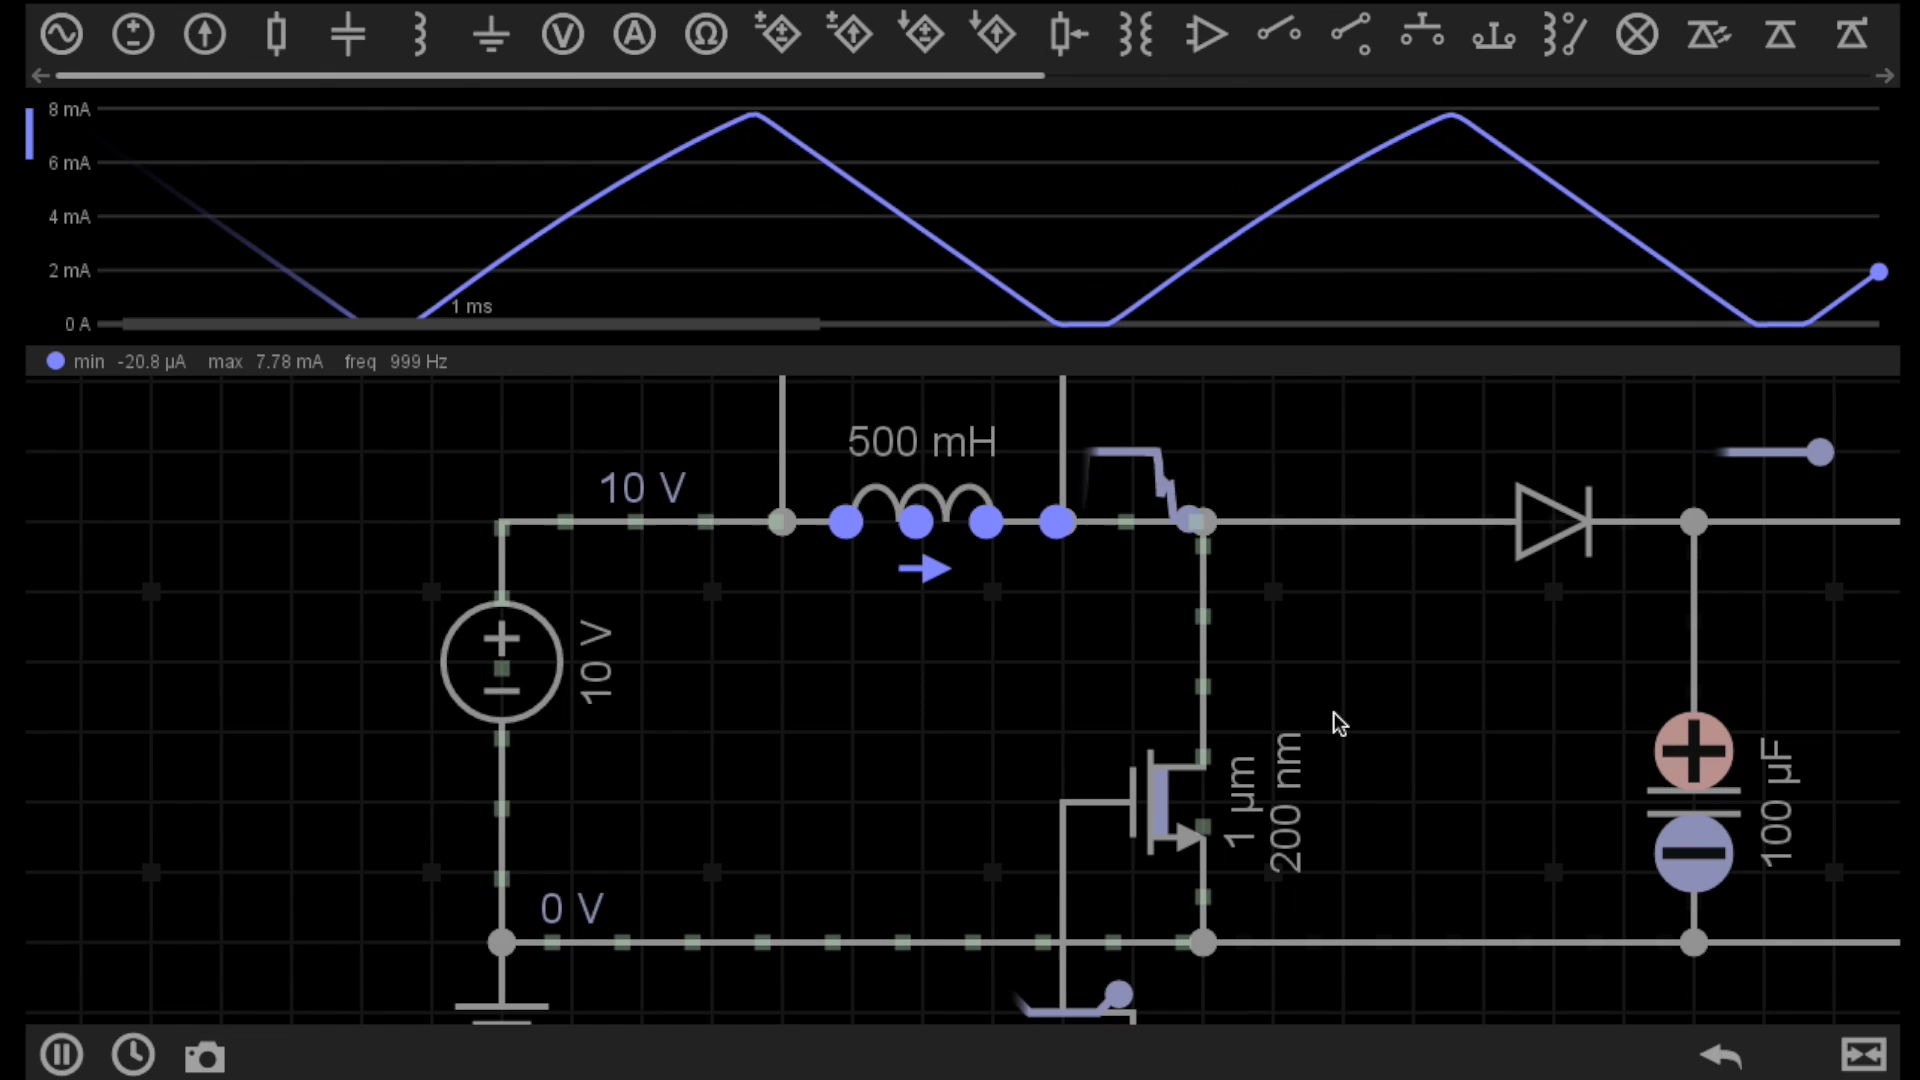 V
A
Ω
8 mA
6 mA
4 mA
2 mA
1 ms
0 A
min -20.8 µA max 7.78 mA freq 999 Hz
500 mH
10 V
10 V
1 µm
200 nm
100 µF
0 V